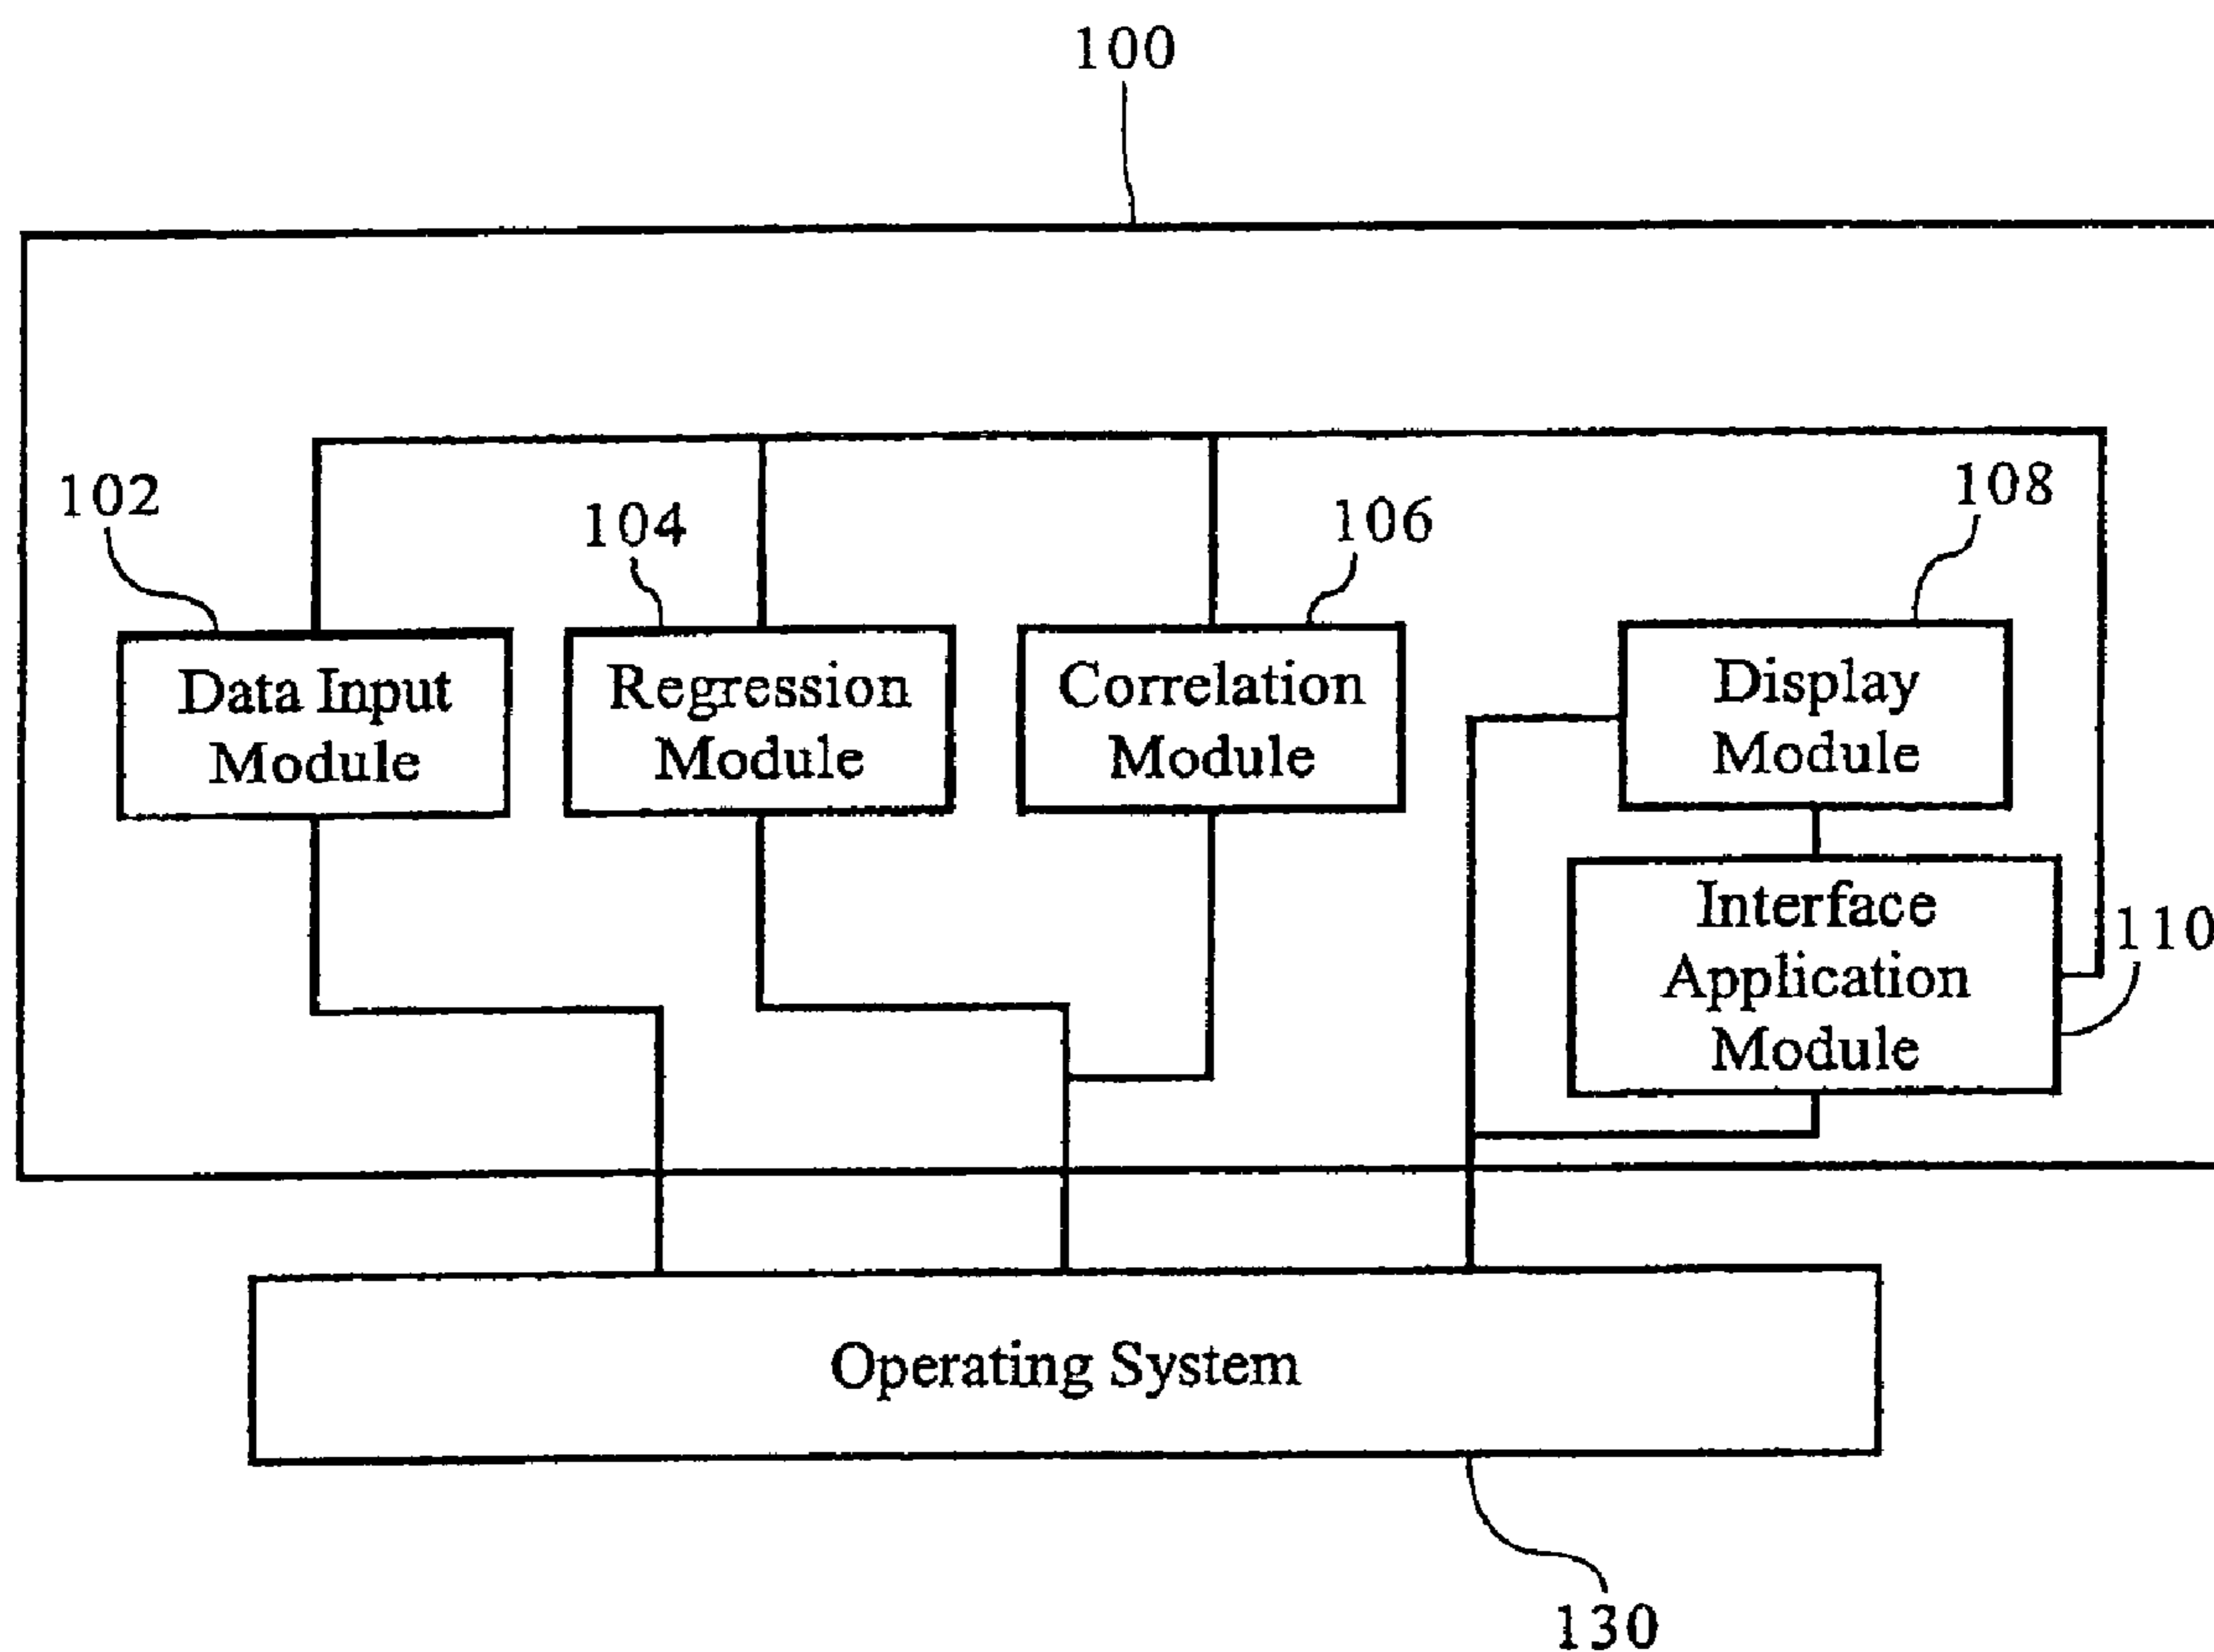 100
102
104
106
108
Data Input
Module
Regression
Module
Correlation
Module
Display
Module
Interface
Application
Module
110
Operating System
130